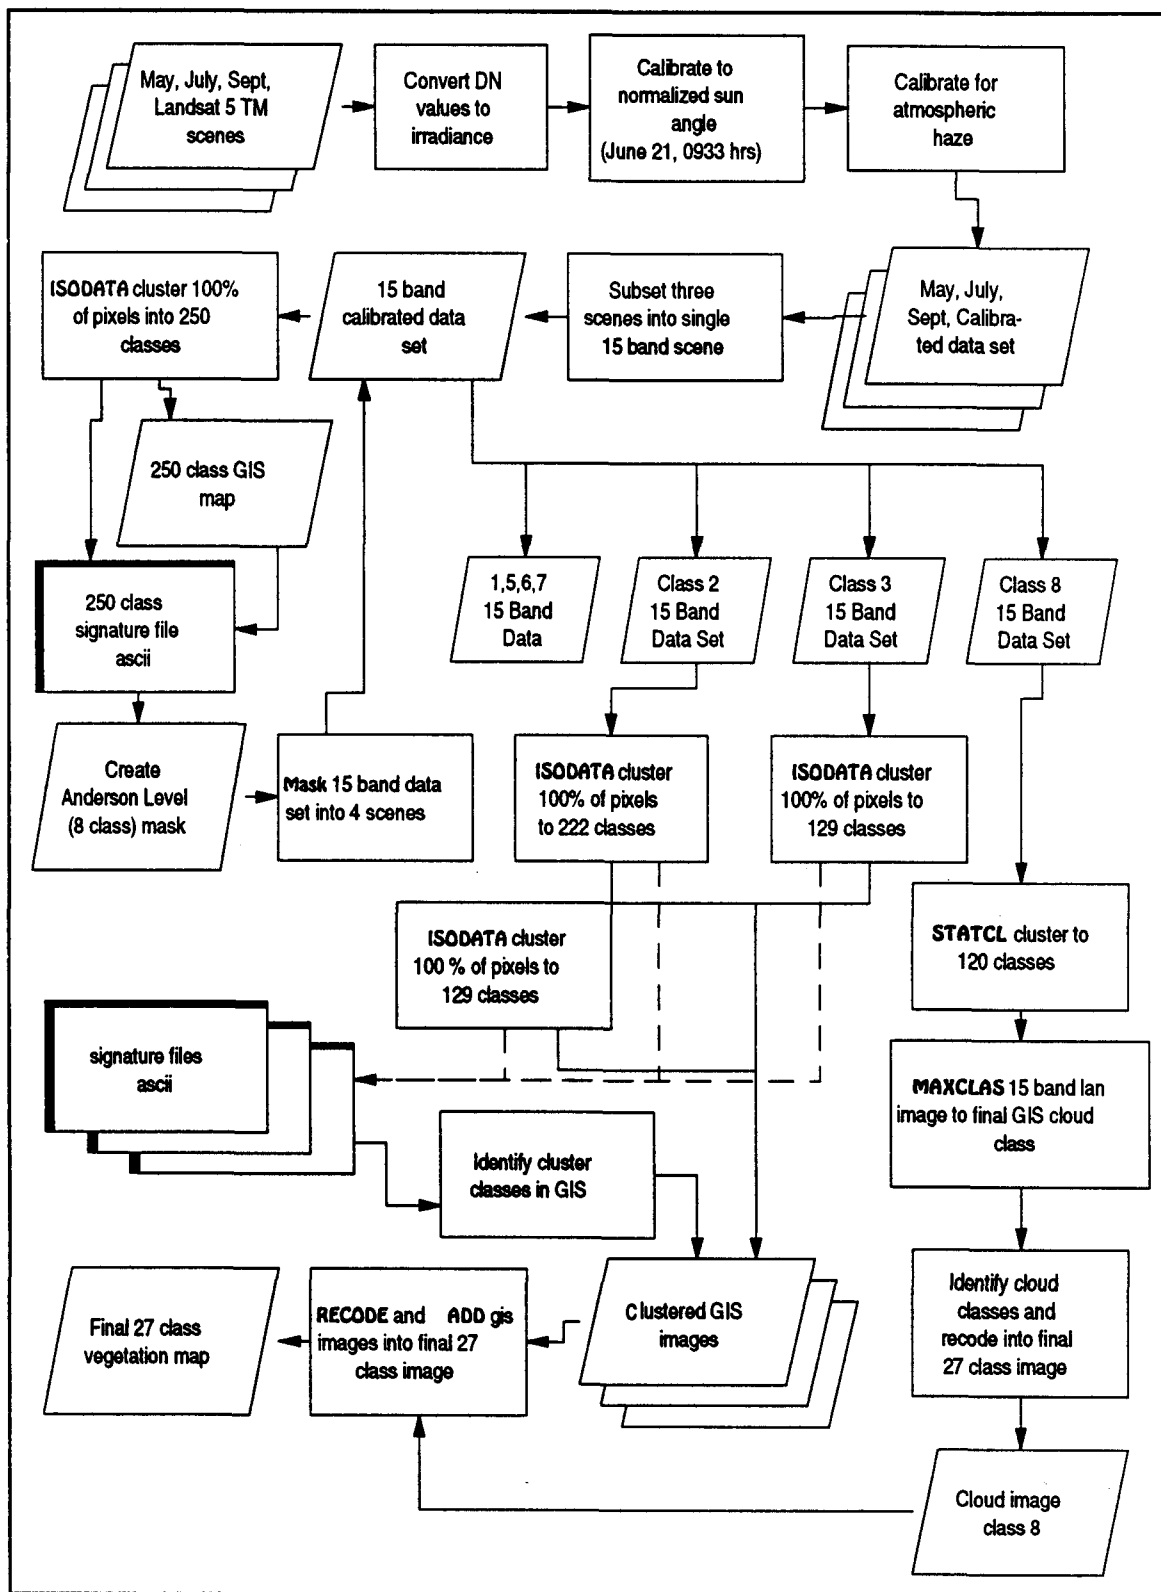 May, July, Sept,
Landsat 5 TM
scenes
Convert DN
values to
irradiance
Calibrate to
normalized sun
angle
(June 21, 0933 hrs)
Calibrate for
atmospheric
haze
ISODATA cluster 100%
of pixels into 250
classes
15 band
calibrated data
set
Subset three
scenes into single
15 band scene
May, July,
Sept, Calibra-
ted data set
250 class GIS
map
250 class
signature file
ascii
1,5,6,7
15 Band
Data
Class 2
15 Band
Data Set
Class 3
15 Band
Data Set
Class 8
15 Band
Data Set
Create
Anderson Level
(8 class) mask
Mask 15 band data
set into 4 scenes
ISODATA cluster
100% of pixels
to 222 classes
ISODATA cluster
100% of pixels to
129 classes
ISODATA cluster
100 % of pixels to
129 classes
STATCL cluster to
120 classes
signature files
ascii
MAXCLAS 15 band lan
image to final GIS cloud
class
Identify cluster
classes in GIS
Final 27 class
vegetation map
RECODE and ADD gis
images into final 27
class image
Clustered GIS
images
Identify cloud
classes and
recode into final
27 class image
Cloud image
class 8